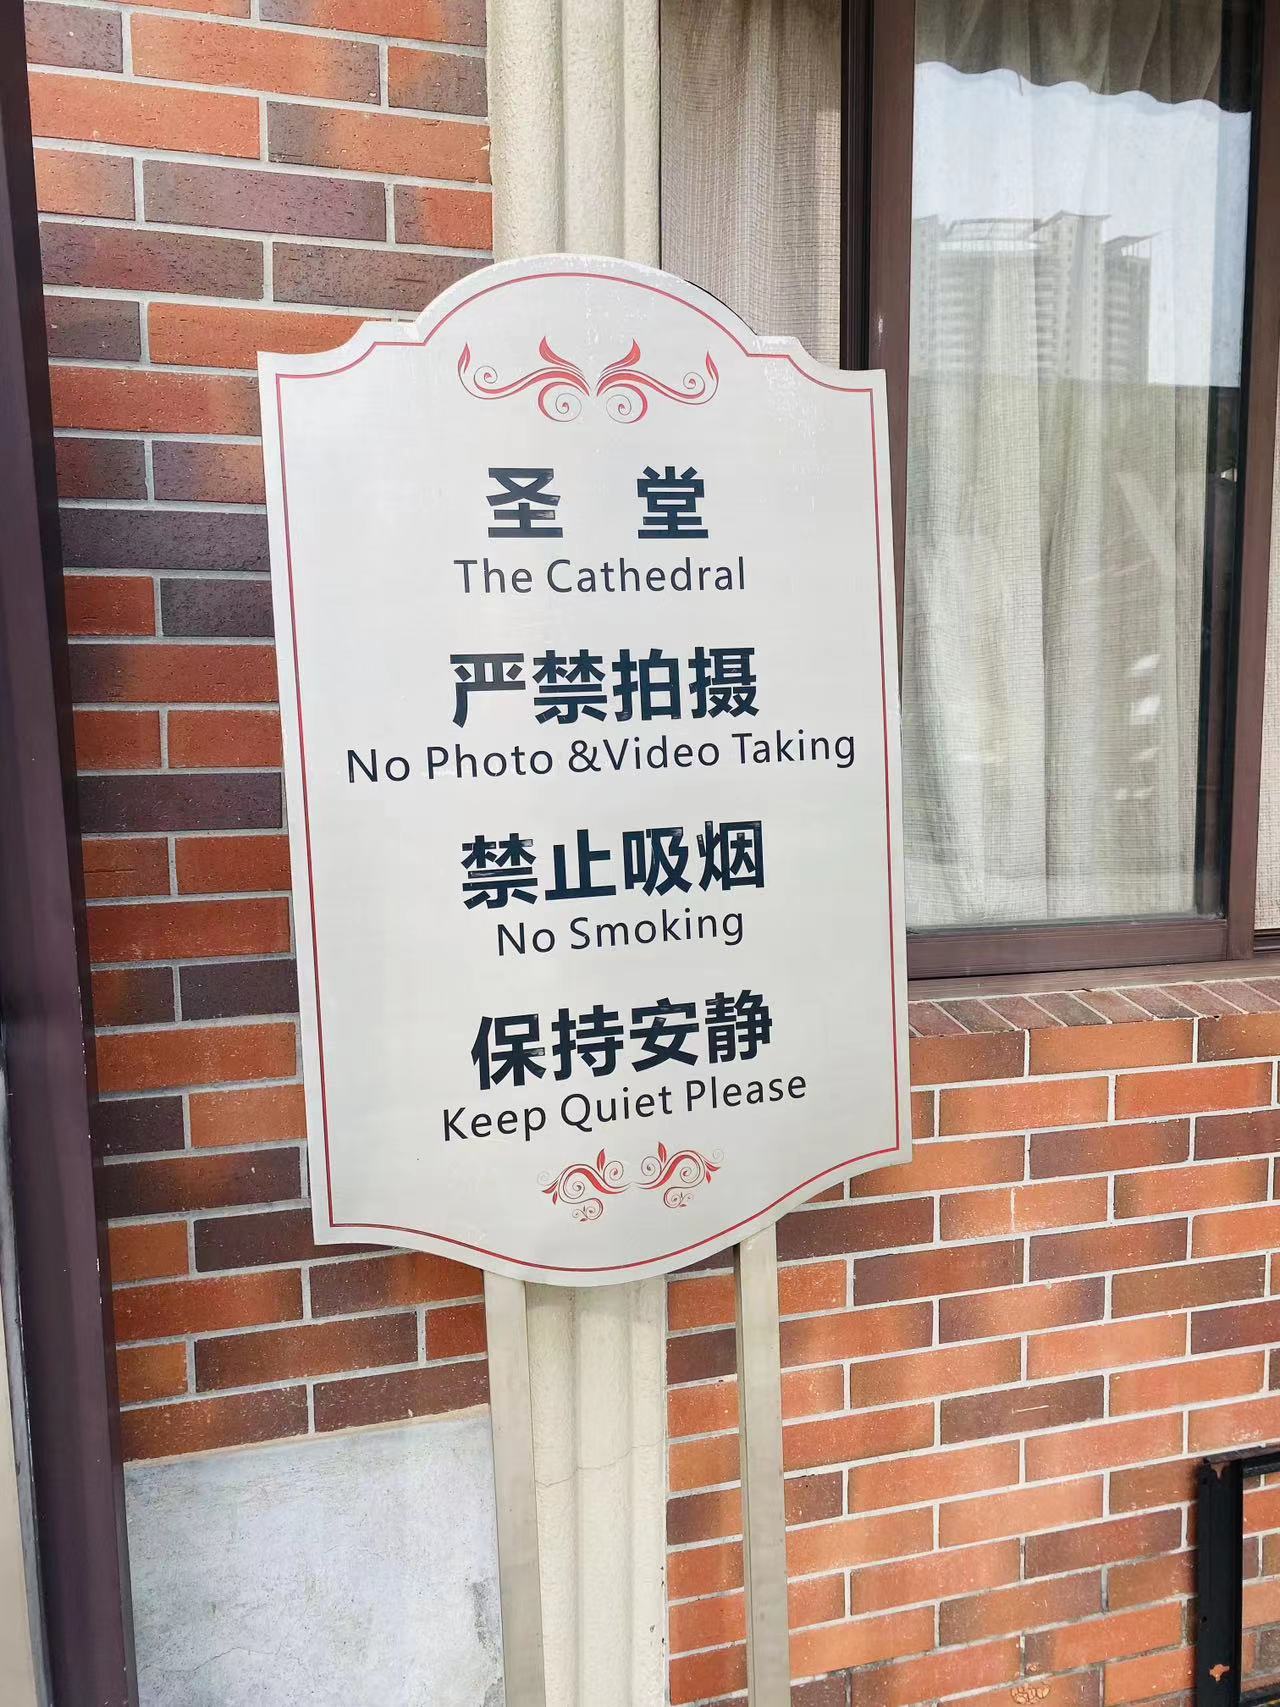 圣 堂
The Cathedral
严禁拍摄
No Photo &Video Taking
禁止吸烟
No Smoking
保持安静
Keep Quiet Please